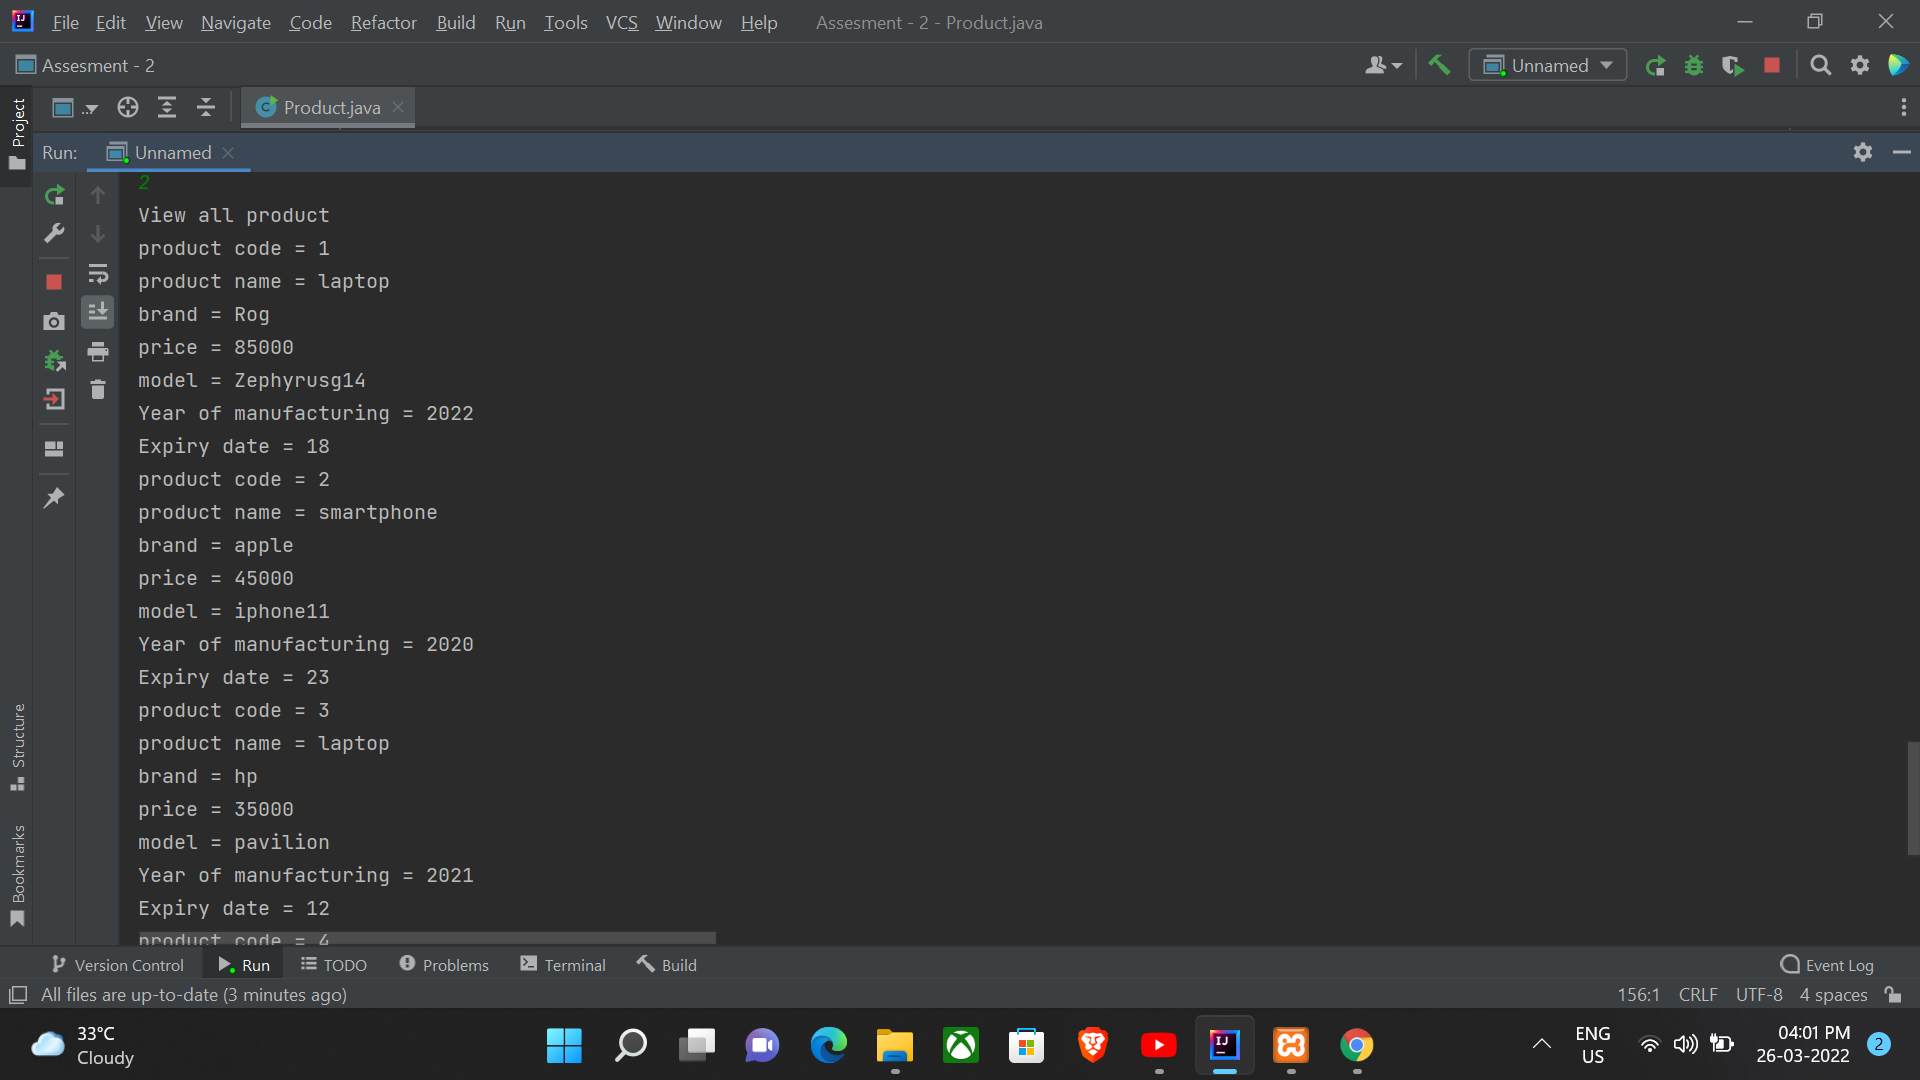 File Edit View Navigate Code Refactor Build Run Tools VCS Window Help Assesment - 2 - Product.java
Assesment - 2 Unnamed
Product.java
Project
Run: Unnamed
2
View all product
product code = 1
product name = laptop
brand = Rog
price = 85000
model = Zephyrusg14
Year of manufacturing = 2022
Expiry date = 18
product code = 2
product name = smartphone
brand = apple
price = 45000
model = iphone11
Year of manufacturing = 2020
Expiry date = 23
product code = 3
product name = laptop
brand = hp
price = 35000
model = pavilion
Year of manufacturing = 2021
Expiry date = 12
product code = 4
Structure
Bookmarks
Version Control Run TODO Problems Terminal Build Event Log
All files are up-to-date (3 minutes ago) 156:1 CRLF UTF-8 4 spaces
33°C
Cloudy
ENG
US
04:01 PM
26-03-2022
2